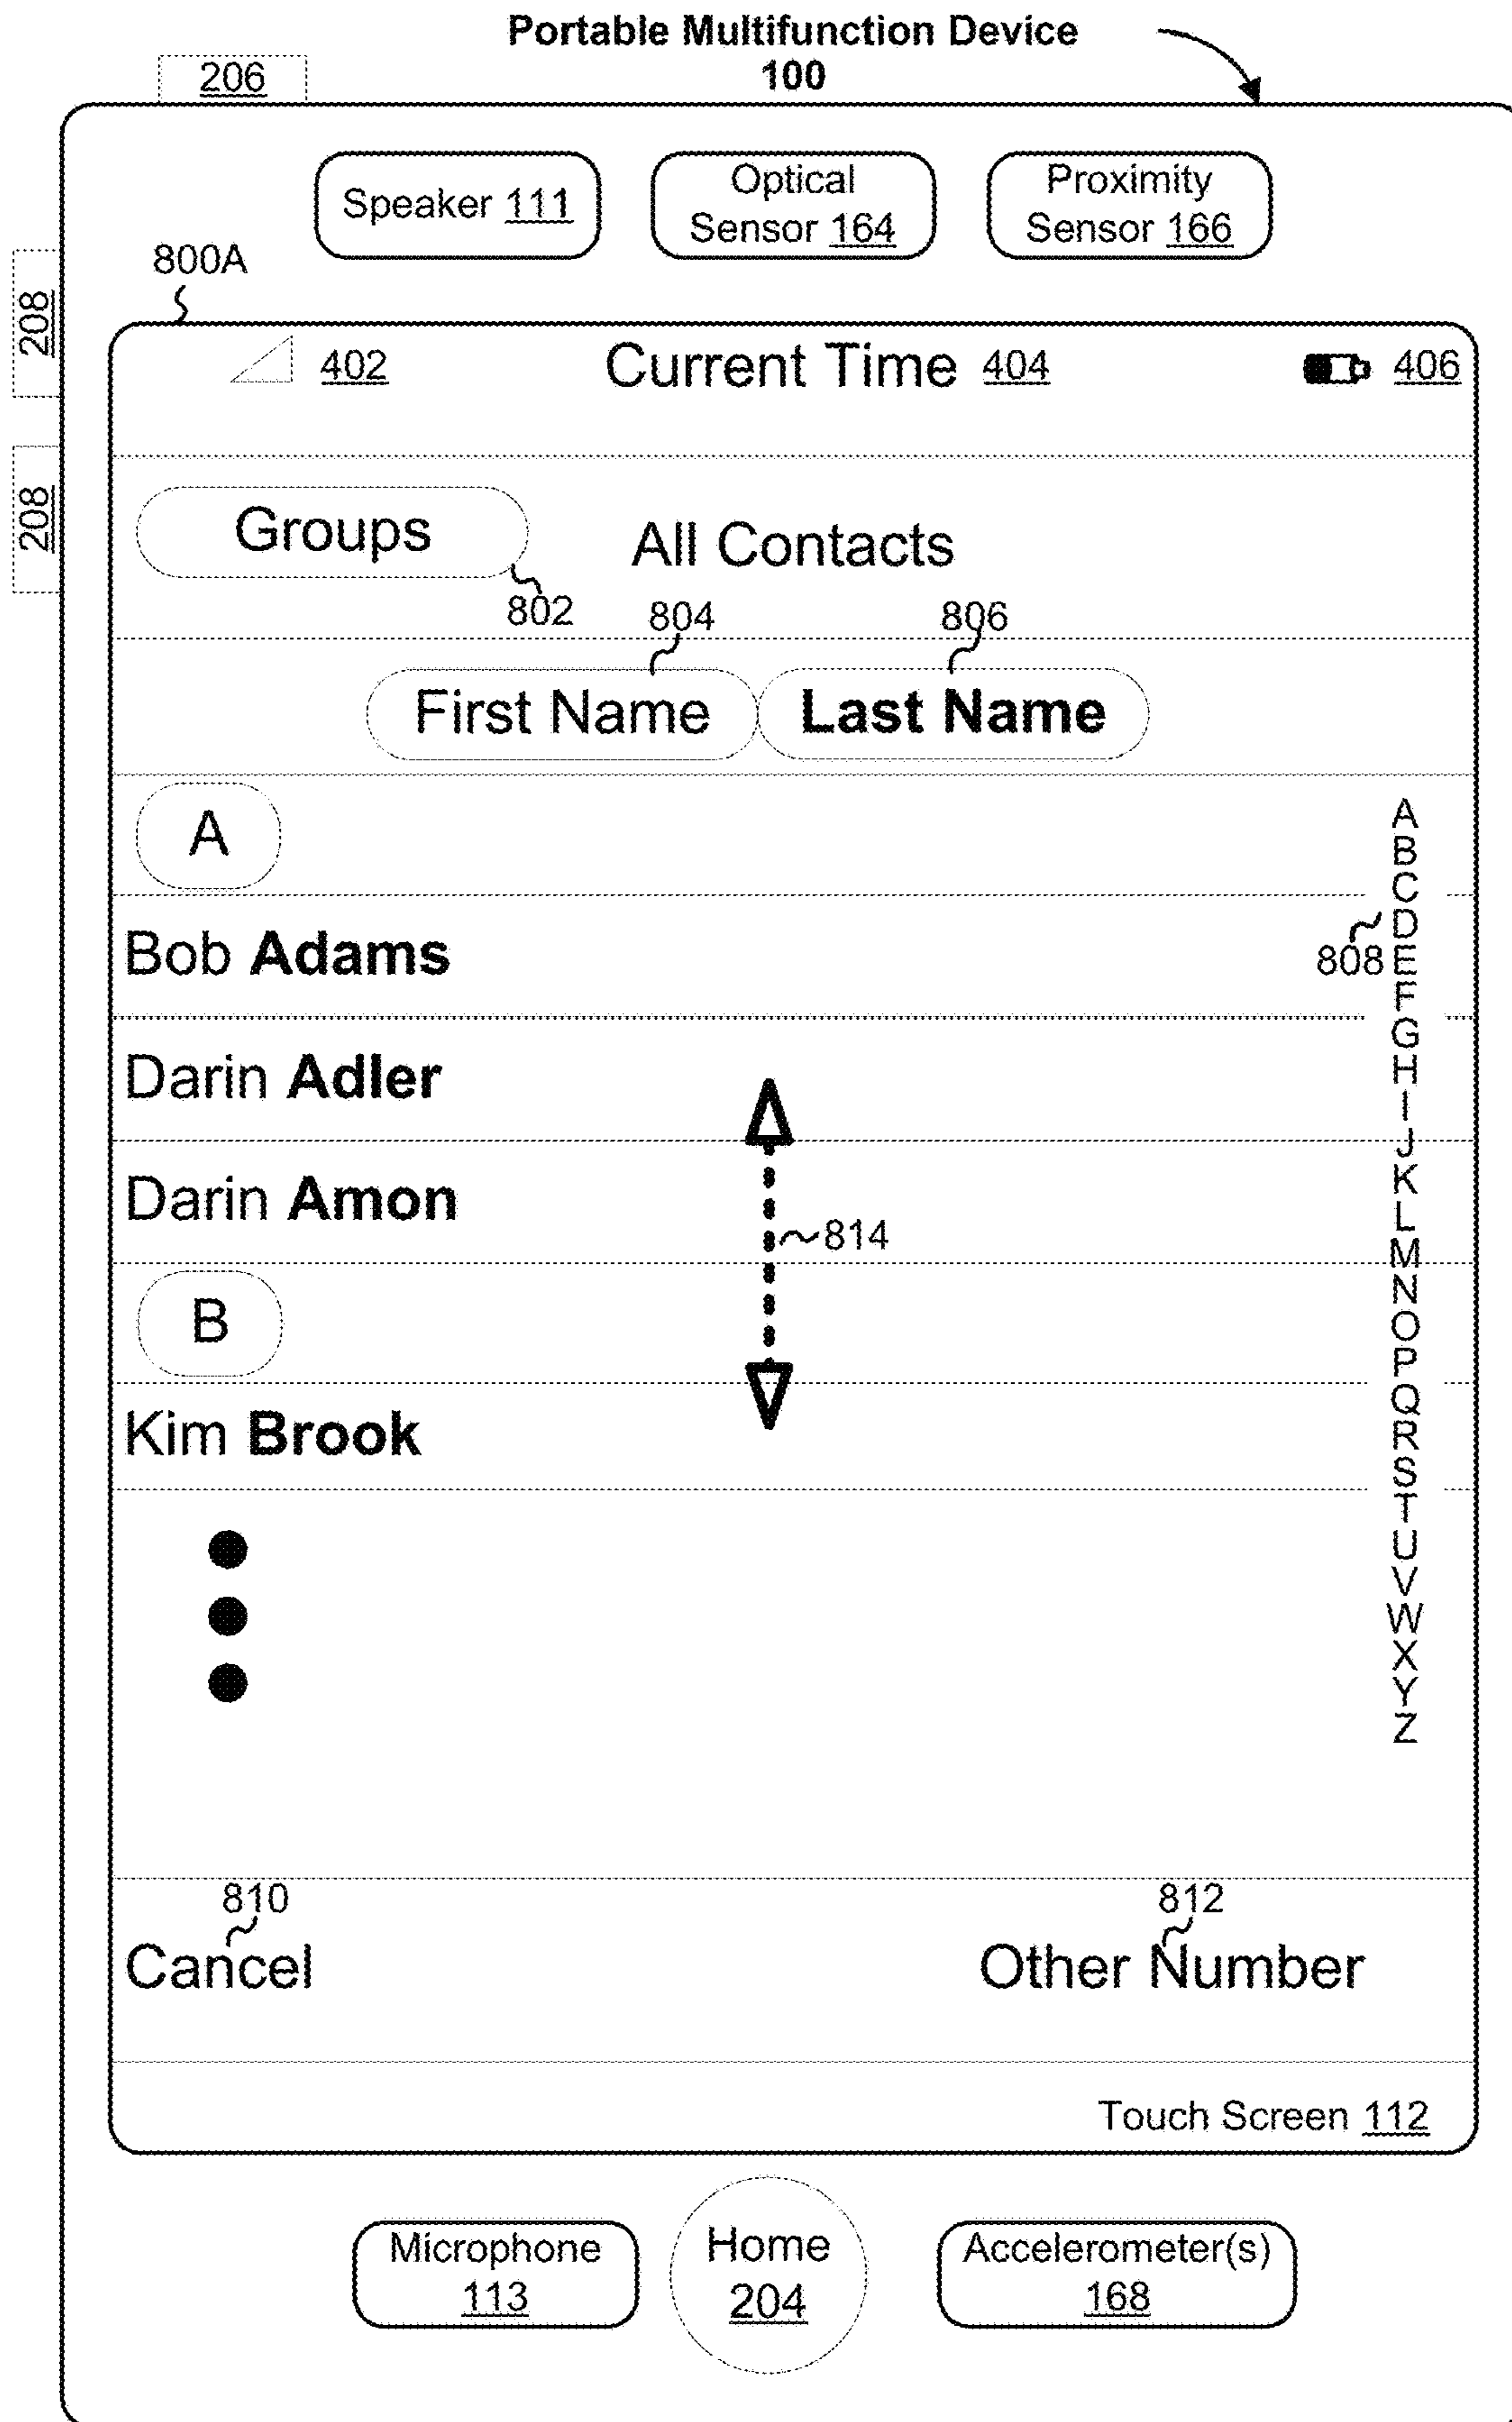 Portable Multifunction Device
100
206
Speaker 111
Optical
Sensor 164
Proximity
Sensor 166
800A
208
208
402
Current Time 404
406
Groups
All Contacts
802
804
806
First Name
Last Name
A
Bob Adams
Darin Adler
Darin Amon
814
B
Kim Brook
A
B
C
D
808
E
F
G
H
I
J
K
L
M
N
O
P
Q
R
S
T
U
V
W
X
Y
Z
810
812
Cancel
Other Number
Touch Screen 112
Microphone
113
Home
204
Accelerometer(s)
168